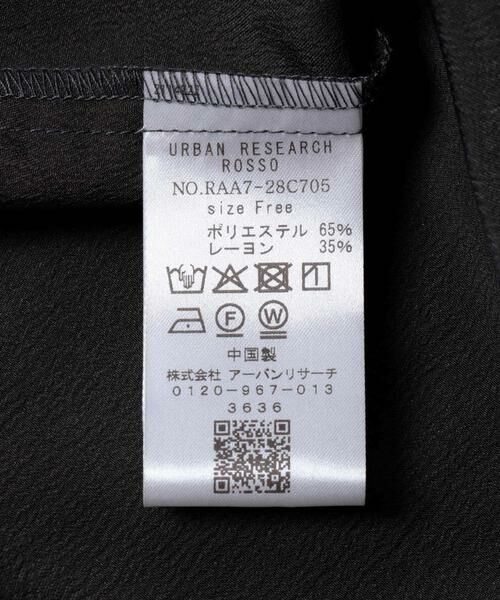 URBAN RESEARCH
ROSSO
NO.RAA7-28C705
size Free
ポリエステル 65%
レーヨン 35%
F W
中国製
株式会社 アーバンリサーチ
0120-967-013
3636